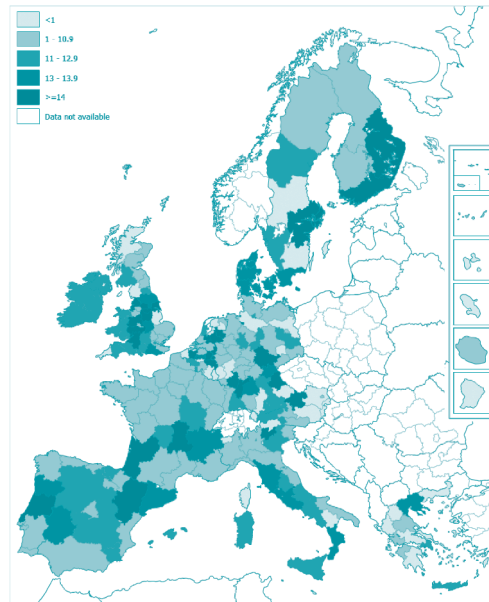 <1
1 - 10.9
11 - 12.9
13 - 13.9
>=14
Data not available